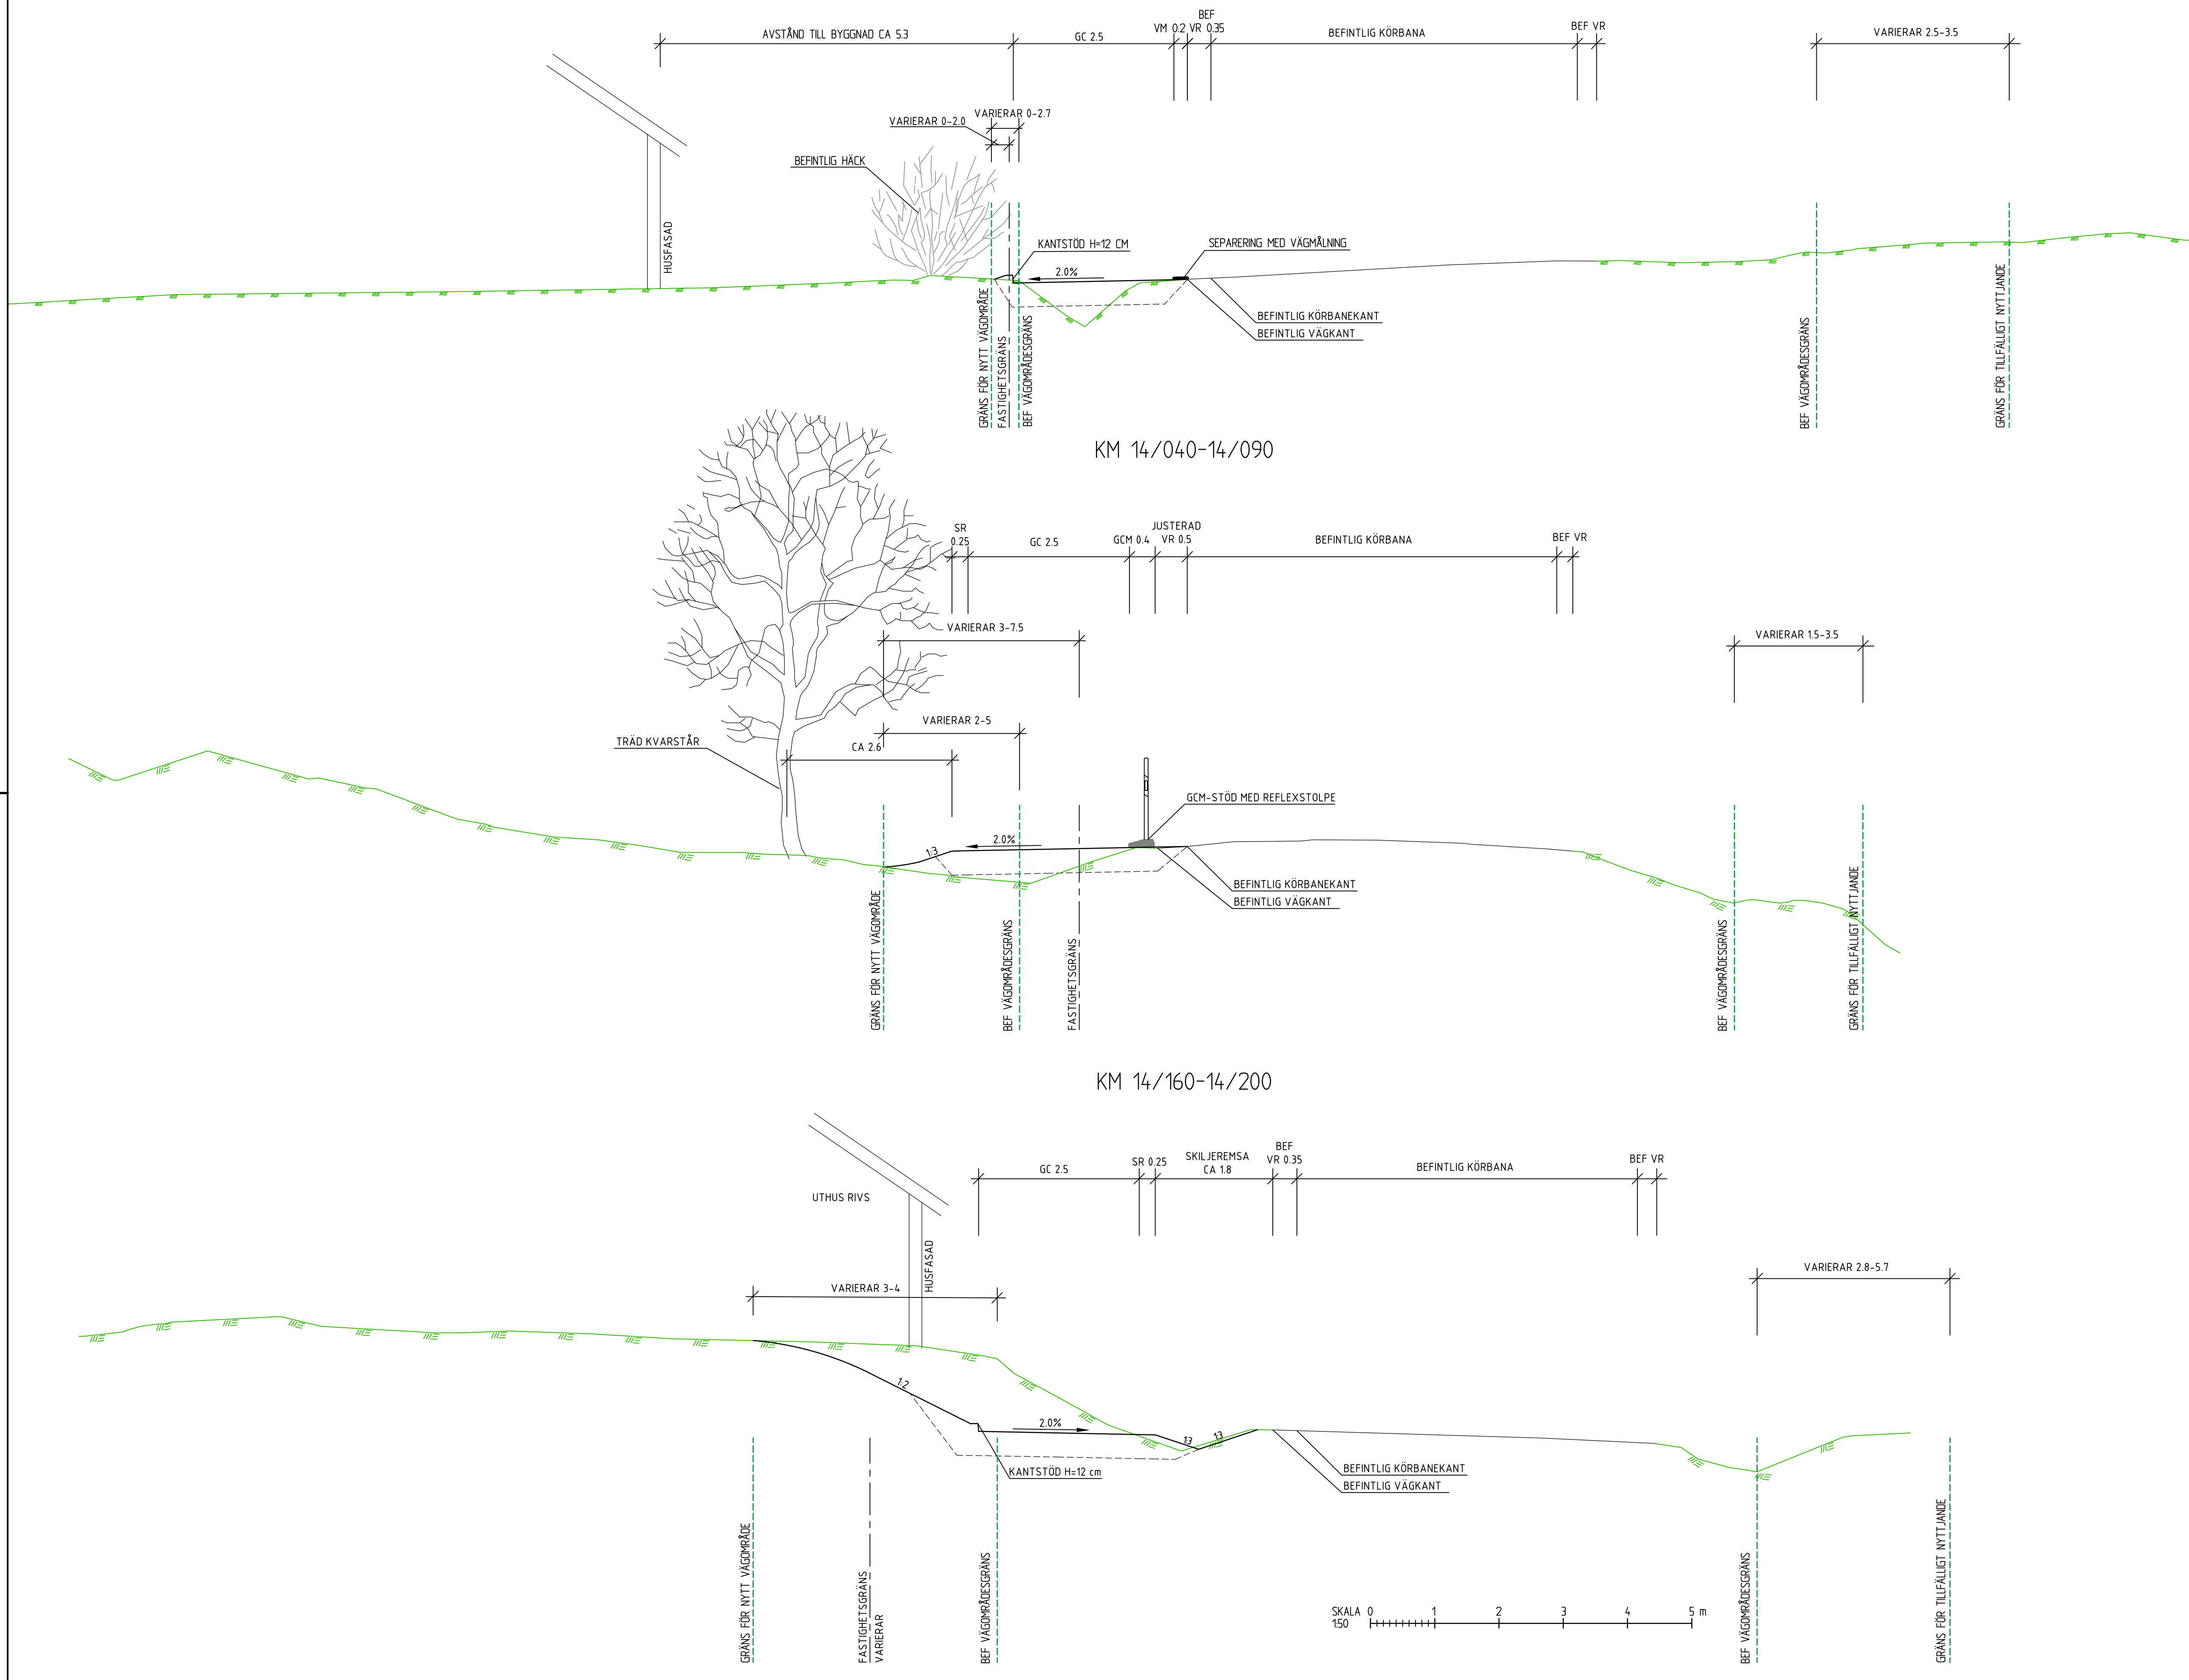 BEF
AVSTÅND TILL BYGGNAD CA 5.3
GC 2.5
VM 0.2 VR 0.35
BEFINTLIG KÖRBANA
BEF VR
VARIERAR 2.5-3.5
VARIERAR 0-2.7
VARIERAR 0-2.0
BEFINTLIG HÄCK
HUSFASAD
KANTSTÖD H=12 CM
SEPARERING MED VÄGMÅLNING
2.0%
BEFINTLIG KÖRBANEKANT
BEFINTLIG VÄGKANT
GRÄNS FÖR NYTT VÄGOMRÅDE
FASTIGHETSGRÄNS
BEF VÄGOMRÅDESGRÄNS
BEF VÄGOMRÅDESGRÄNS
GRÄNS FÖR TILLFÄLLIGT NYTTJANDE
KM 14/040-14/090
SR
0.25
GC 2.5
GCM 0.4
JUSTERAD
VR 0.5
BEFINTLIG KÖRBANA
BEF VR
VARIERAR 3-7.5
VARIERAR 1.5-3.5
VARIERAR 2-5
CA 2.6
TRÄD KVARSTÅR
GCM-STÖD MED REFLEXSTOLPE
2.0%
1:3
BEFINTLIG KÖRBANEKANT
BEFINTLIG VÄGKANT
GRÄNS FÖR NYTT VÄGOMRÅDE
BEF VÄGOMRÅDESGRÄNS
FASTIGHETSGRÄNS
BEF VÄGOMRÅDESGRÄNS
GRÄNS FÖR TILLFÄLLIGT NYTTJANDE
KM 14/160-14/200
GC 2.5
SR 0.25
SKILJEREMSA
CA 1.8
BEF
VR 0.35
BEFINTLIG KÖRBANA
BEF VR
UTHUS RIVS
HUSFASAD
VARIERAR 3-4
VARIERAR 2.8-5.7
1:2
2.0%
1:3
1:3
KANTSTÖD H=12 cm
BEFINTLIG KÖRBANEKANT
BEFINTLIG VÄGKANT
GRÄNS FÖR NYTT VÄGOMRÅDE
FASTIGHETSGRÄNS
VARIERAR
BEF VÄGOMRÅDESGRÄNS
BEF VÄGOMRÅDESGRÄNS
GRÄNS FÖR TILLFÄLLIGT NYTTJANDE
SKALA 0 1 2 3 4 5 m
1:50